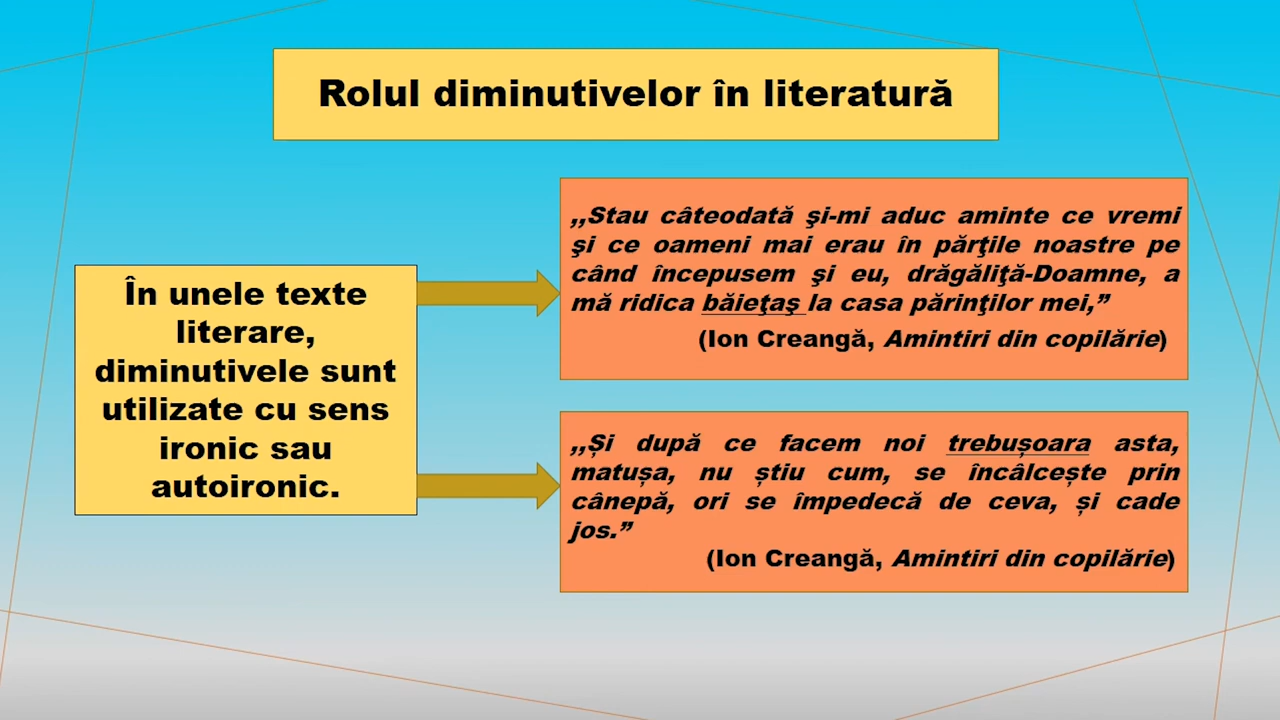 Rolul diminutivelor în literatură
În unele texte
literare,
diminutivele sunt
utilizate cu sens
ironic sau
autoironic.
,,Stau câteodată şi-mi aduc aminte ce vremi
şi ce oameni mai erau în părţile noastre pe
când începusem şi eu, drăgăliţă-Doamne, a
mă ridica băieţaş la casa părinţilor mei,”
(Ion Creangă, Amintiri din copilărie)
,,Și după ce facem noi trebușoara asta,
matușa, nu știu cum, se încâlcește prin
cânepă, ori se împedecă de ceva, și cade
jos.”
(Ion Creangă, Amintiri din copilărie)